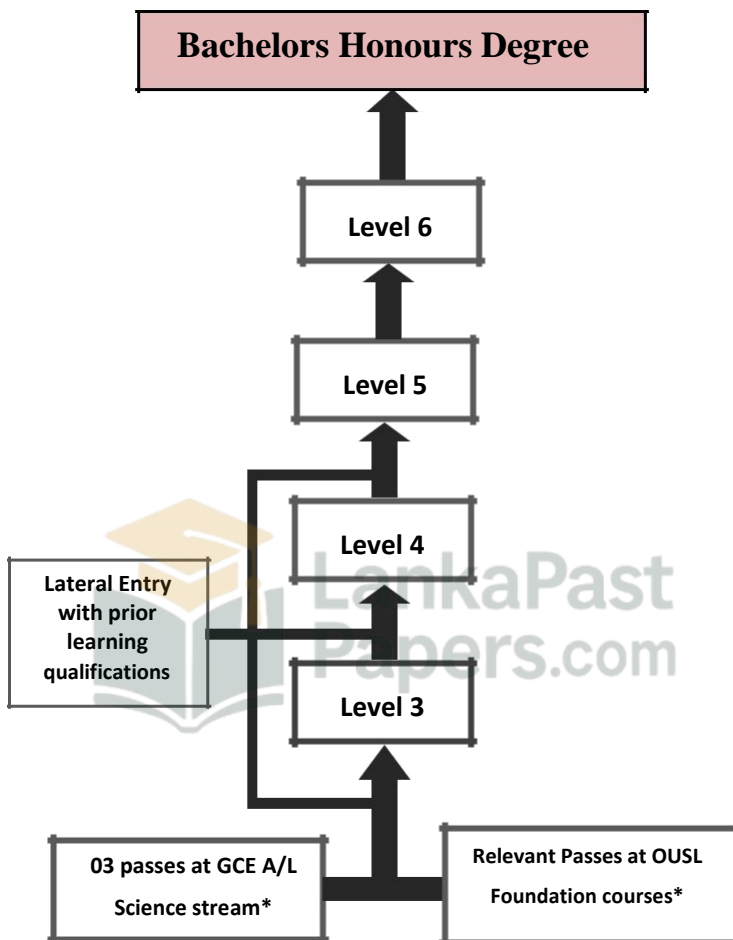 Bachelors Honours Degree
Level 6
Level 5
Level 4
Lateral Entry
with prior
learning
qualifications
LankaPast
Papers.com
Level 3
03 passes at GCE A/L
Science stream*
Relevant Passes at OUSL
Foundation courses*